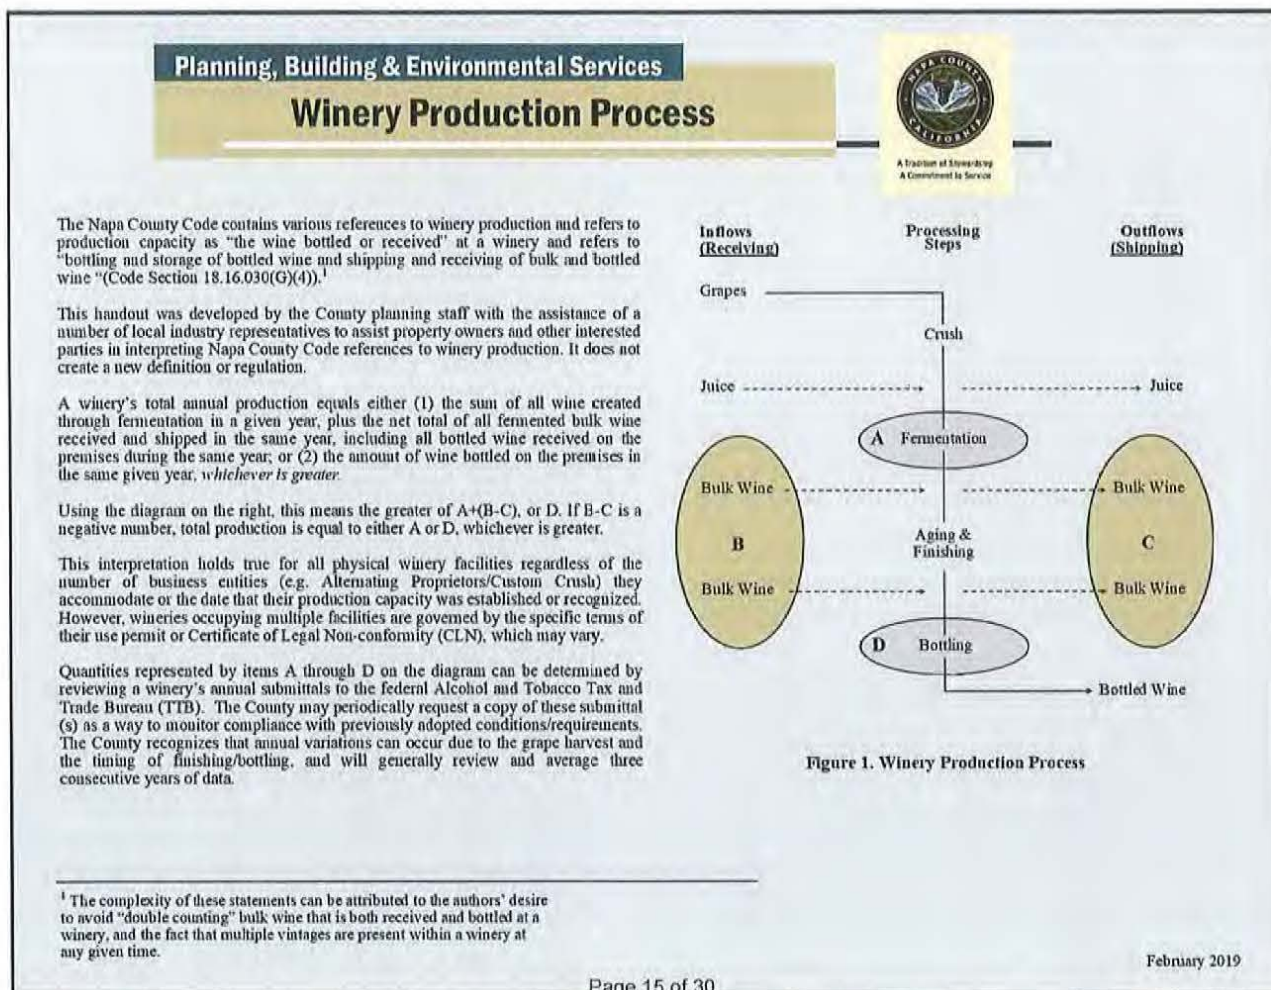 Planning, Building & Environmental Services
Winery Production Process
NAPA COUNTY
CALIFORNIA
A Tradition of Stewardship
A Commitment to Service
The Napa County Code contains various references to winery production and refers to
production capacity as "the wine bottled or received" at a winery and refers to
"bottling and storage of bottled wine and shipping and receiving of bulk and bottled
wine "(Code Section 18.16.030(G)(4)).¹
This handout was developed by the County planning staff with the assistance of a
number of local industry representatives to assist property owners and other interested
parties in interpreting Napa County Code references to winery production. It does not
create a new definition or regulation.
A winery's total annual production equals either (1) the sum of all wine created
through fermentation in a given year, plus the net total of all fermented bulk wine
received and shipped in the same year, including all bottled wine received on the
premises during the same year; or (2) the amount of wine bottled on the premises in
the same given year, whichever is greater.
Using the diagram on the right, this means the greater of A+(B-C), or D. If B-C is a
negative number, total production is equal to either A or D, whichever is greater.
This interpretation holds true for all physical winery facilities regardless of the
number of business entities (e.g. Alternating Proprietors/Custom Crush) they
accommodate or the date that their production capacity was established or recognized.
However, wineries occupying multiple facilities are governed by the specific terms of
their use permit or Certificate of Legal Non-conformity (CLN), which may vary.
Quantities represented by items A through D on the diagram can be determined by
reviewing a winery's annual submittals to the federal Alcohol and Tobacco Tax and
Trade Bureau (TTB). The County may periodically request a copy of these submittal
(s) as a way to monitor compliance with previously adopted conditions/requirements.
The County recognizes that annual variations can occur due to the grape harvest and
the timing of finishing/bottling, and will generally review and average three
consecutive years of data.
Inflows
(Receiving)
Processing
Steps
Outflows
(Shipping)
Grapes
Crush
Juice
Juice
A Fermentation
Bulk Wine
Bulk Wine
B
Aging &
Finishing
C
Bulk Wine
Bulk Wine
D Bottling
Bottled Wine
Figure 1. Winery Production Process
¹ The complexity of these statements can be attributed to the authors' desire
to avoid "double counting" bulk wine that is both received and bottled at a
winery, and the fact that multiple vintages are present within a winery at
any given time.
February 2019
Page 15 of 30